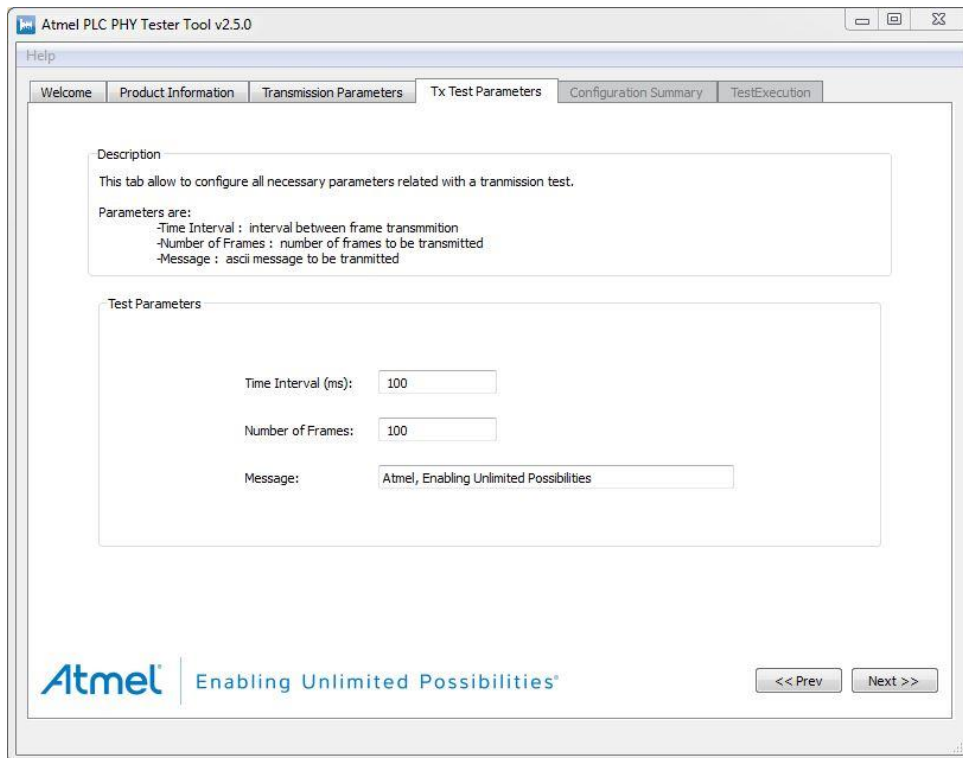 Atmel PLC PHY Tester Tool v2.5.0
Help
Welcome Product Information Transmission Parameters Tx Test Parameters Configuration Summary TestExecution
Description
This tab allow to configure all necessary parameters related with a tranmission test.
Parameters are:
-Time Interval : interval between frame transmmition
-Number of Frames : number of frames to be transmitted
-Message : ascii message to be tranmitted
Test Parameters
Time Interval (ms): 100
Number of Frames: 100
Message: Atmel, Enabling Unlimited Possibilities
Atmel® Enabling Unlimited Possibilities®
<< Prev Next >>